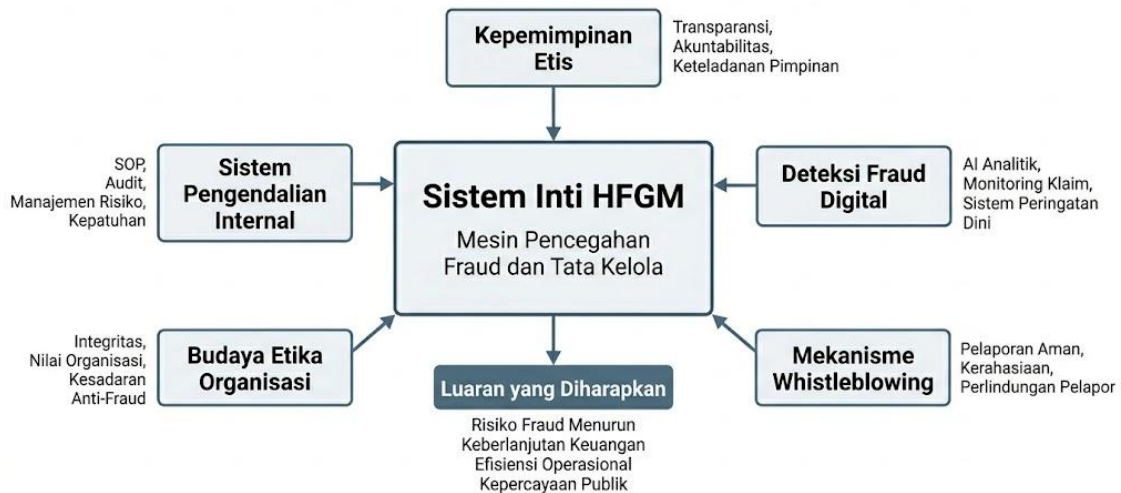 Kepemimpinan
Etis
Transparansi,
Akuntabilitas,
Keteladanan Pimpinan
SOP,
Audit,
Manajemen Risiko,
Kepatuhan
Sistem
Pengendalian
Internal
Sistem Inti HFGM
Mesin Pencegahan
Fraud dan Tata Kelola
Deteksi Fraud
Digital
AI Analitik,
Monitoring Klaim,
Sistem Peringatan
Dini
Integritas,
Nilai Organisasi,
Kesadaran
Anti-Fraud
Budaya Etika
Organisasi
Luaran yang Diharapkan
Risiko Fraud Menurun
Keberlanjutan Keuangan
Efisiensi Operasional
Kepercayaan Publik
Mekanisme
Whistleblowing
Pelaporan Aman,
Kerahasiaan,
Perlindungan Pelapor